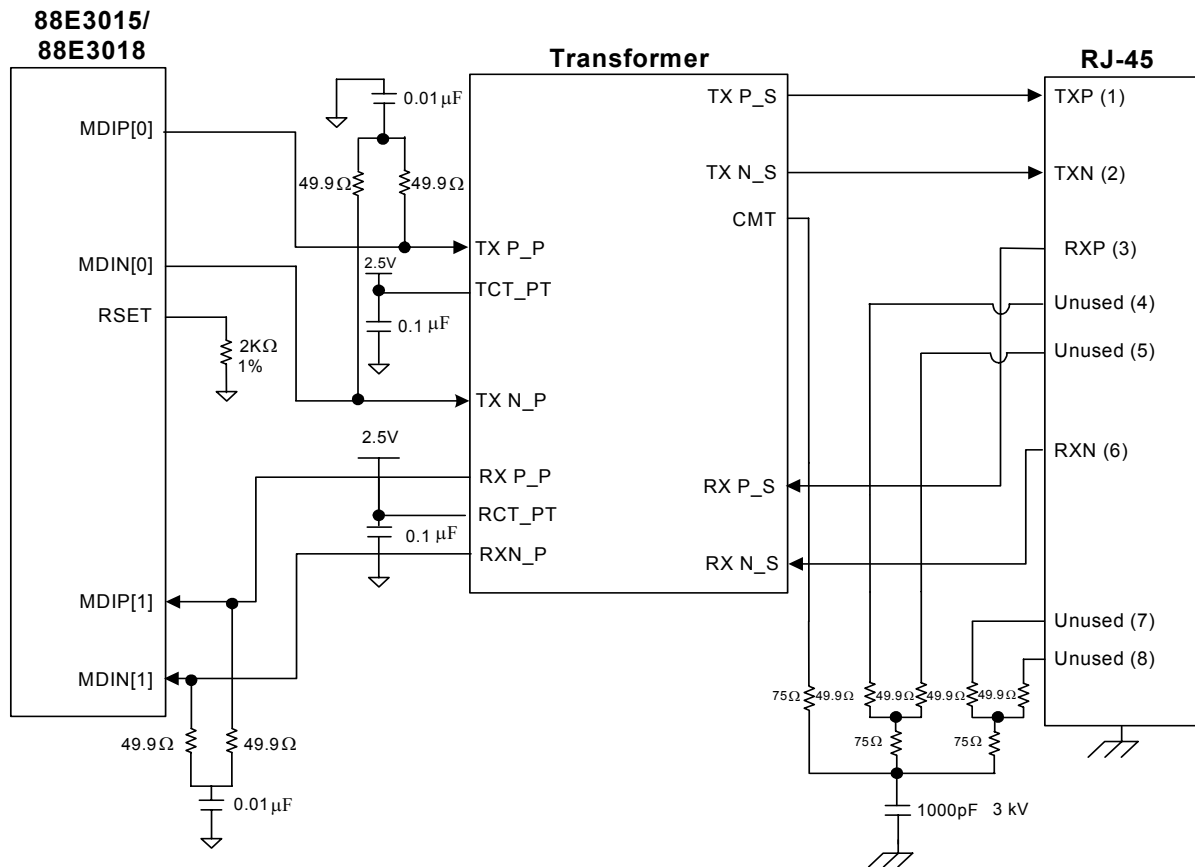 88E3015/
88E3018
Transformer
RJ-45
MDIP[0]
0.01μF
49.9Ω
49.9Ω
TX P_S
TXP (1)
TX N_S
TXN (2)
CMT
MDIN[0]
TX P_P
RXP (3)
2.5V
TCT_PT
RSET
0.1 μF
Unused (4)
2KΩ
1%
Unused (5)
TX N_P
2.5V
RXN (6)
RX P_P
RX P_S
RCT_PT
0.1 μF
RXN_P
RX N_S
MDIP[1]
Unused (7)
MDIN[1]
Unused (8)
75Ω
49.9Ω
49.9Ω
49.9Ω
49.9Ω
49.9Ω
49.9Ω
75Ω
75Ω
0.01μF
1000pF 3 kV